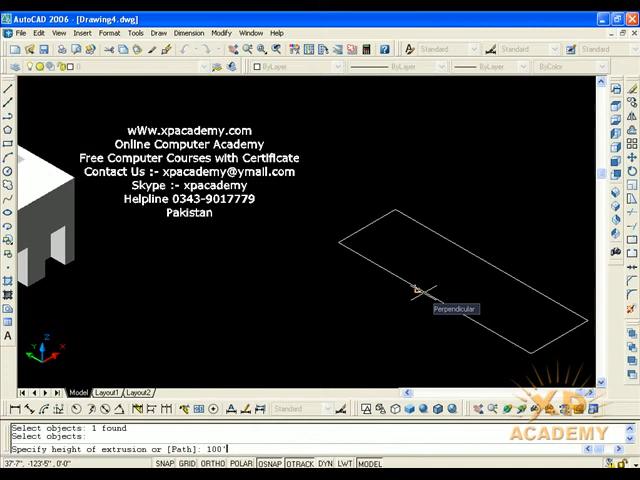 AutoCAD 2006 - [Drawing4.dwg]
File Edit View Insert Format Tools Draw Dimension Modify Window Help
Standard Standard Standard
0 ByLayer ByLayer ByLayer ByColor
wWw.xpacademy.com
Online Computer Academy
Free Computer Courses with Certificate
Contact Us :- xpacademy@ymail.com
Skype :- xpacademy
Helpline 0343-9017779
Pakistan
Perpendicular
Y Z X
Model Layout1 Layout2
Standard
XP
ACADEMY
Select objects: 1 found
Select objects:
Specify height of extrusion or [Path]: 100'
37'-7", -123'-5", 0'-0" SNAP GRID ORTHO POLAR OSNAP OTRACK DYN LWT MODEL